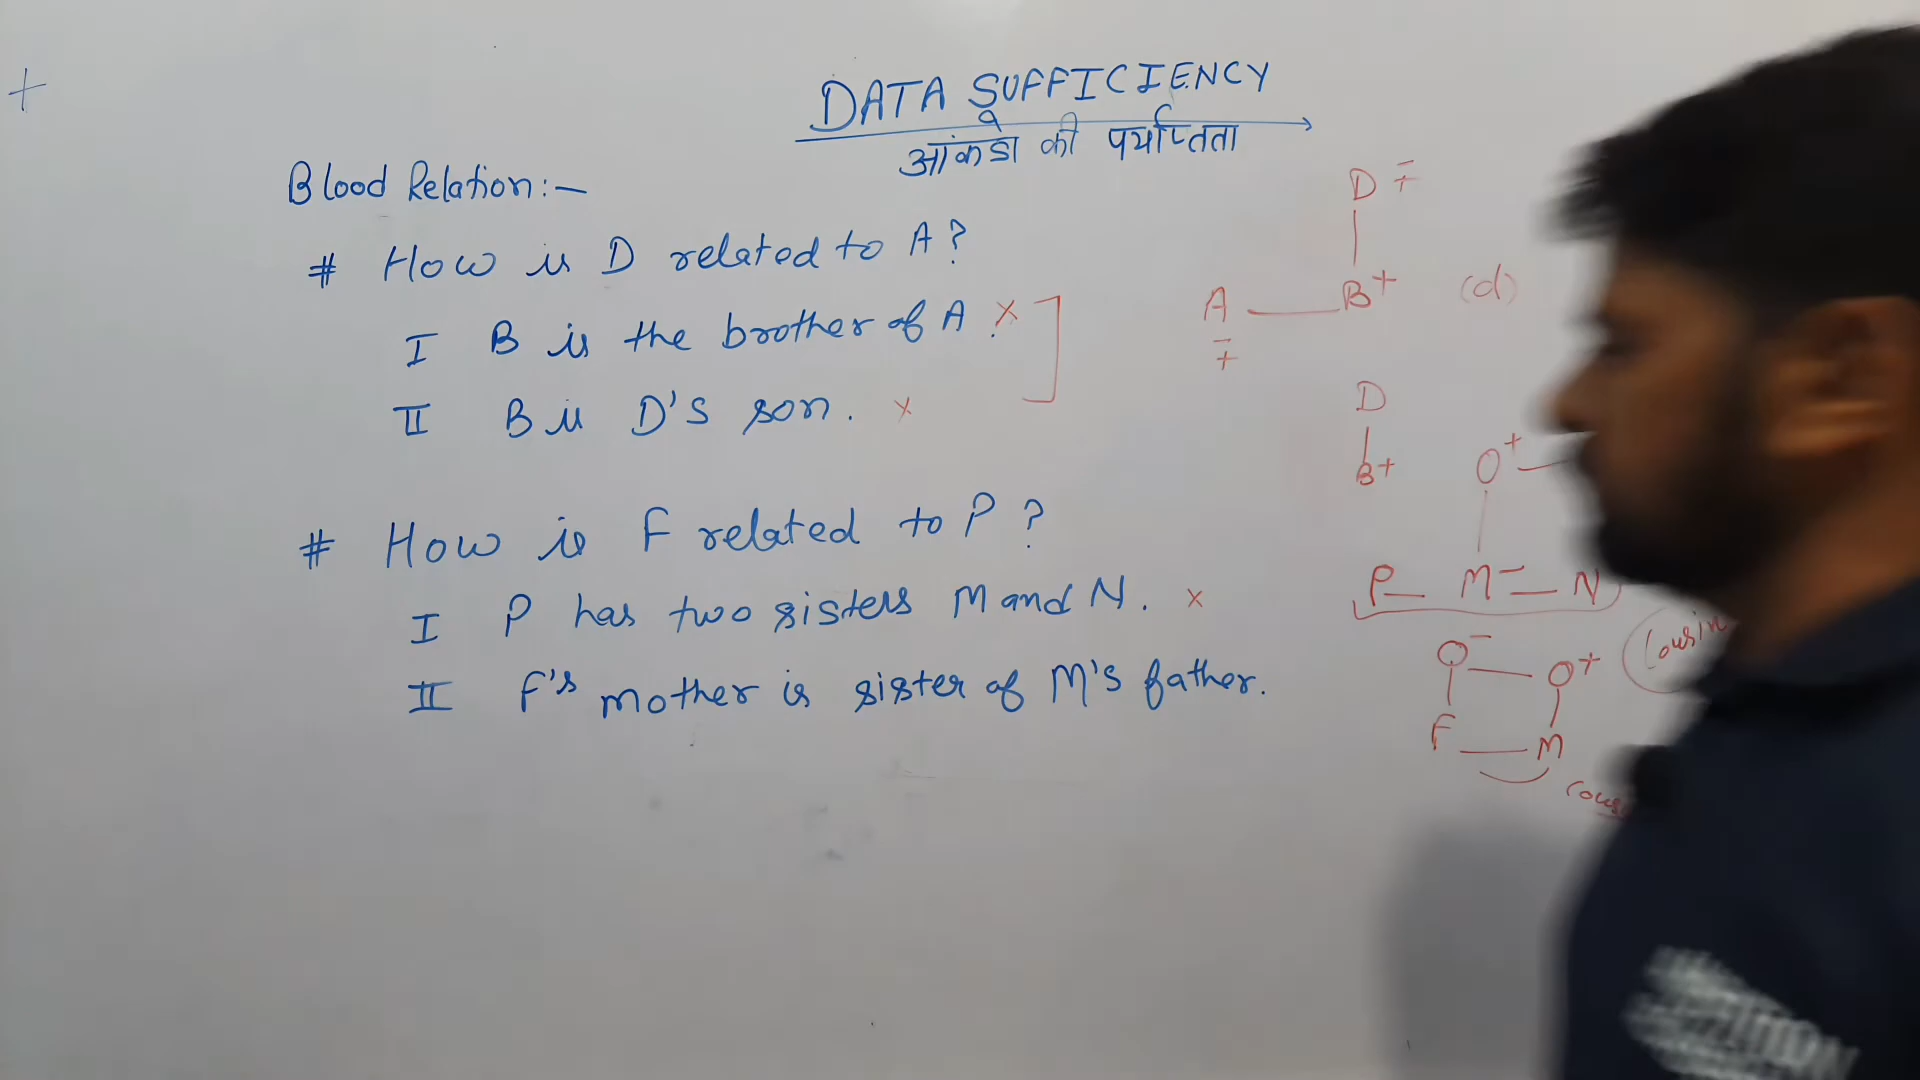 DATA SUFFICIENCY
आंकडो की पर्याप्तता
Blood Relation:-
# How is D related to A?
I B is the brother of A. ×
II B is D's son. ×
# How is F related to P?
I P has two sisters M and N. ×
II F's mother is sister of M's father.
+
D ∓
A — B+ (d)
∓
D
B+
O+ —
P — M- — N
O- — O+
Cousin
F — M